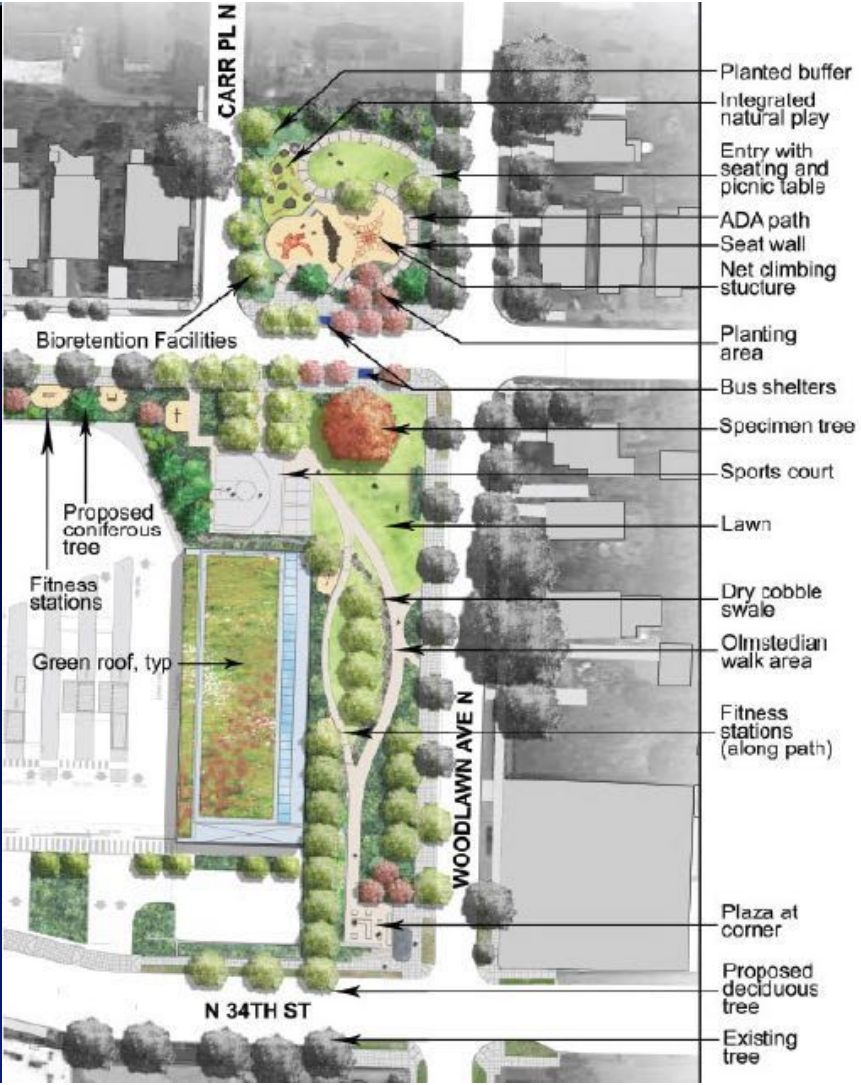 CARR PL N
Planted buffer
Integrated
natural play
Entry with
seating and
picnic table
ADA path
Seat wall
Net climbing
stucture
Bioretention Facilities
Planting
area
Bus shelters
Specimen tree
Sports court
Lawn
Proposed
coniferous
tree
Fitness
stations
Dry cobble
swale
Green roof, typ
Olmstedian
walk area
Fitness
stations
(along path)
WOODLAWN AVE N
Plaza at
corner
Proposed
deciduous
tree
N 34TH ST
Existing
tree